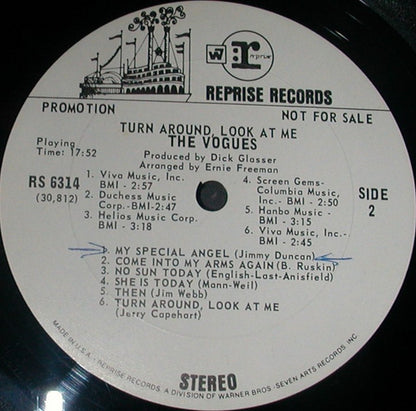 W
r
reprise
REPRISE RECORDS
PROMOTION
NOT FOR SALE
TURN AROUND, LOOK AT ME
THE VOGUES
Playing
Time: 17:52
Produced by Dick Glasser
Arranged by Ernie Freeman
RS 6314
(30,812)
1. Viva Music, Inc.
BMI - 2:57
2. Duchess Music
Corp.-BMI-2:47
3. Helios Music Corp.
BMI - 3:18
4. Screen Gems-
Columbia Music,
Inc. - BMI - 2:50
5. Hanbo Music -
BMI - 3:15
6. Viva Music, Inc.-
BMI - 2:45
SIDE
2
1. MY SPECIAL ANGEL (Jimmy Duncan)
2. COME INTO MY ARMS AGAIN (B. Ruskin)
3. NO SUN TODAY (English-Last-Anisfield)
4. SHE IS TODAY (Mann-Weil)
5. THEN (Jim Webb)
6. TURN AROUND, LOOK AT ME
(Jerry Capehart)
STEREO
MADE IN U.S.A. - REPRISE RECORDS, A DIVISION OF WARNER BROS.-SEVEN ARTS RECORDS, INC